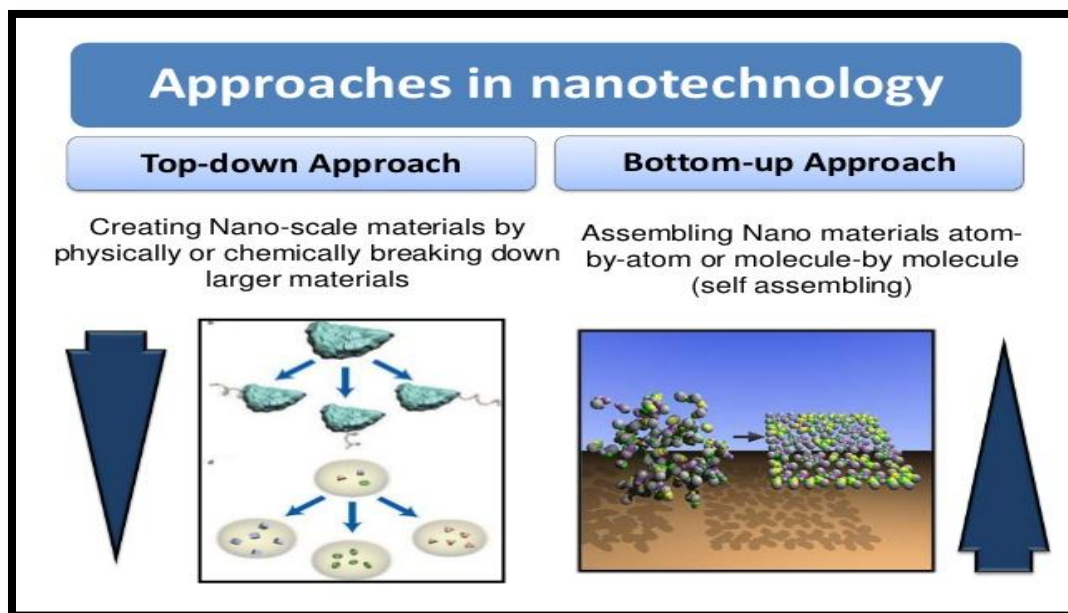 Approaches in nanotechnology
Top-down Approach
Creating Nano-scale materials by
physically or chemically breaking down
larger materials
Bottom-up Approach
Assembling Nano materials atom-
by-atom or molecule-by molecule
(self assembling)